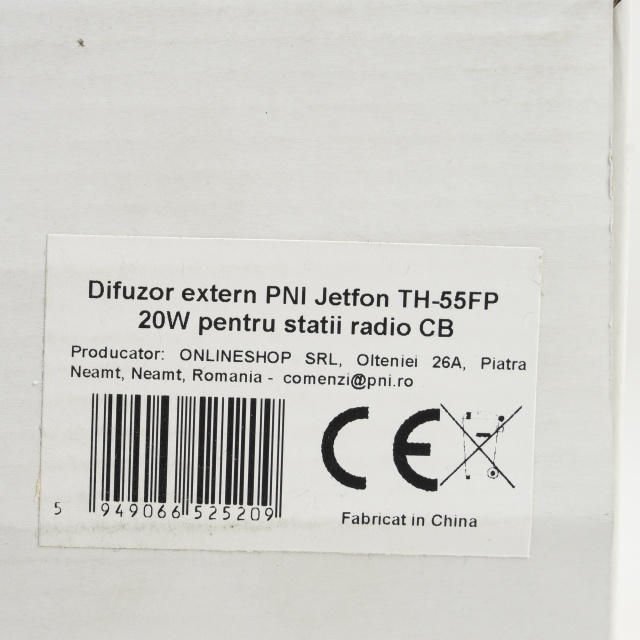 Difuzor extern PNI Jetfon TH-55FP
20W pentru statii radio CB
Producator: ONLINESHOP SRL, Olteniei 26A, Piatra
Neamt, Neamt, Romania - comenzi@pni.ro
CE
5 949066 525209
Fabricat in China